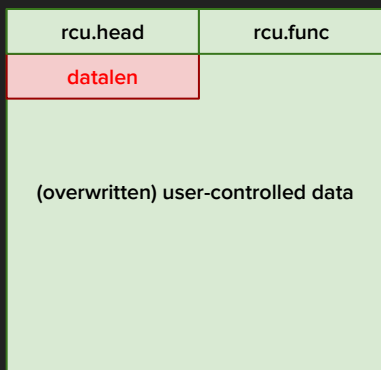 rcu.head
rcu.func
datalen
(overwritten) user-controlled data